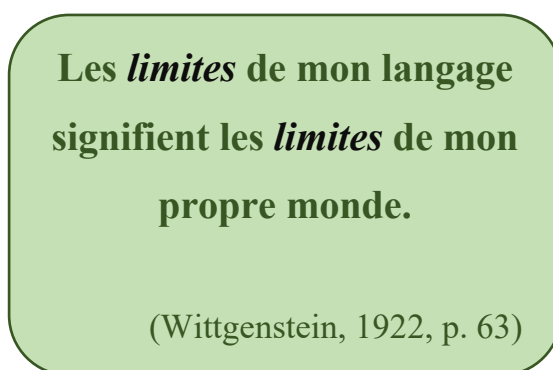 Les limites de mon langage
signifient les limites de mon
propre monde.
(Wittgenstein, 1922, p. 63)